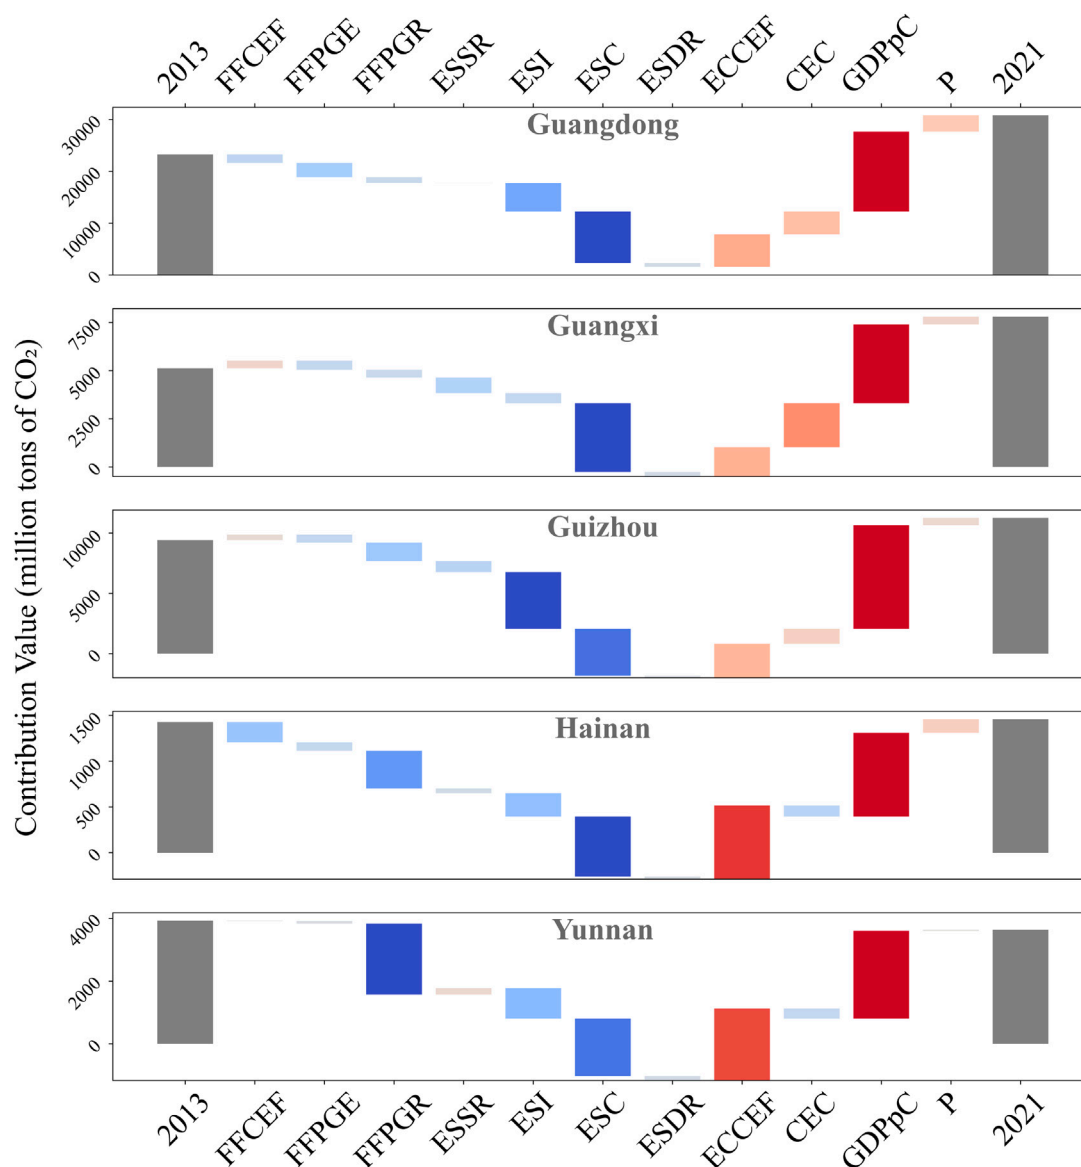 2013 FFCEF FFPGE FFPGR ESSR ESI ESC ESDR ECCEF CEC GDPpC P 2021
Contribution Value (million tons of CO₂)
Guangdong
30000
20000
10000
0
Guangxi
7500
5000
2500
0
Guizhou
10000
5000
0
Hainan
1500
1000
500
0
Yunnan
4000
2000
0
2013 FFCEF FFPGE FFPGR ESSR ESI ESC ESDR ECCEF CEC GDPpC P 2021